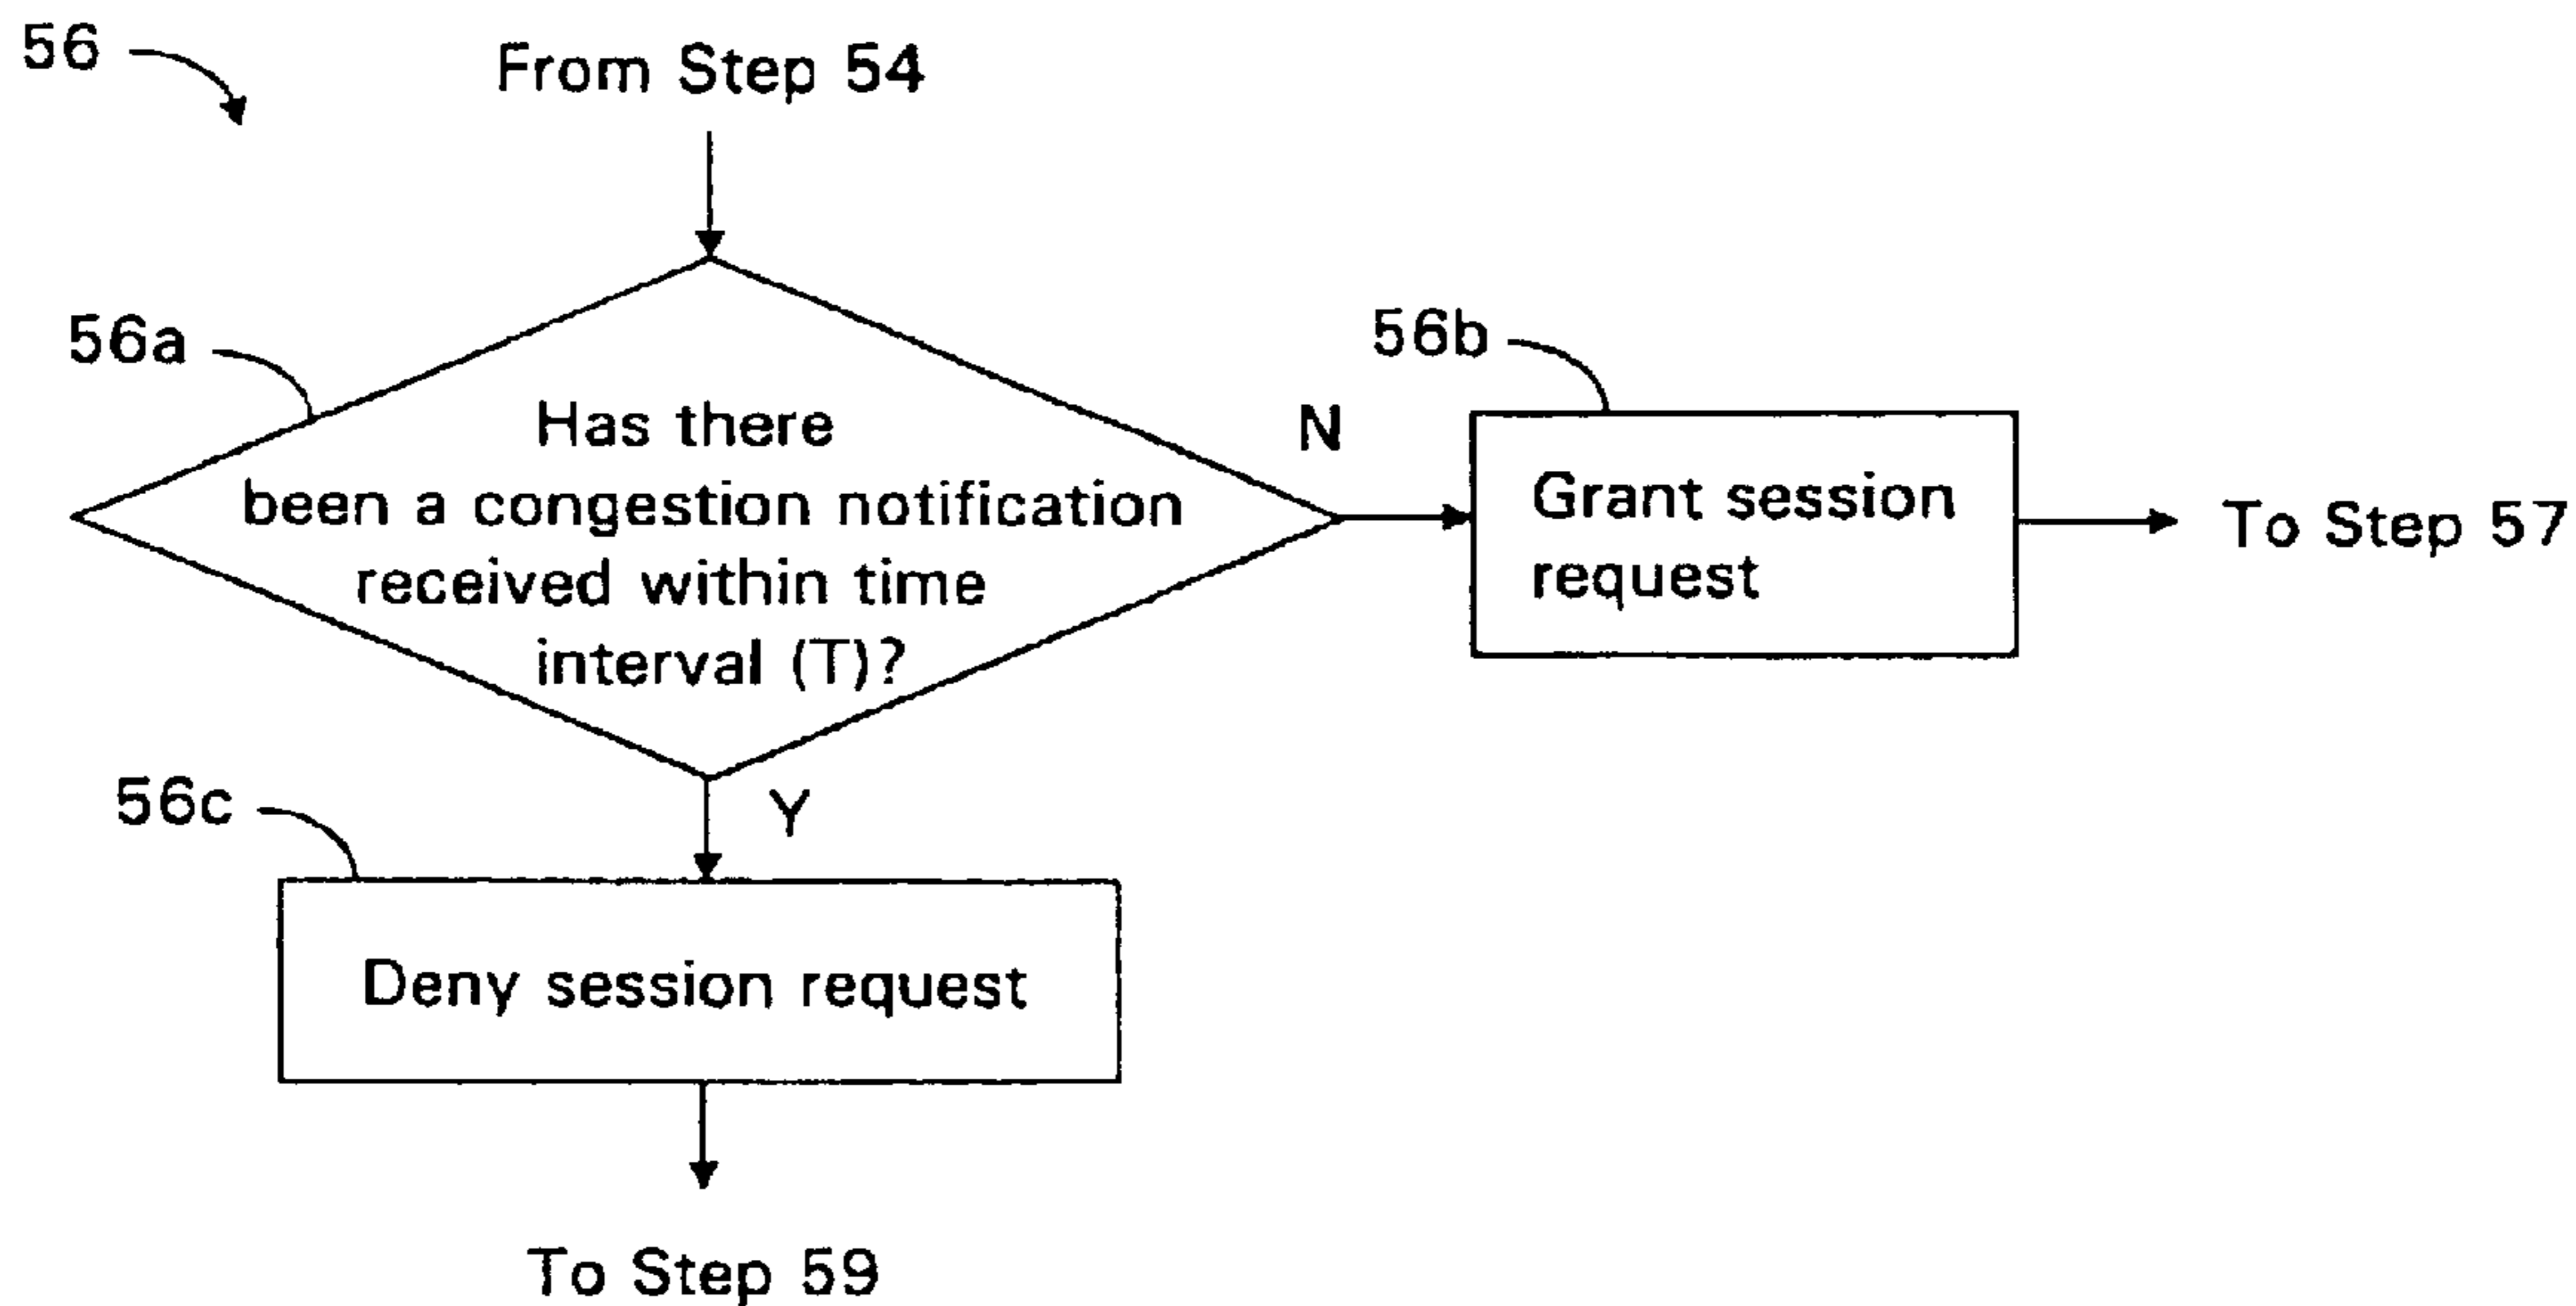 56
From Step 54
56a
Has there
been a congestion notification
received within time
interval (T)?
N
56b
Grant session
request
To Step 57
Y
56c
Deny session request
To Step 59